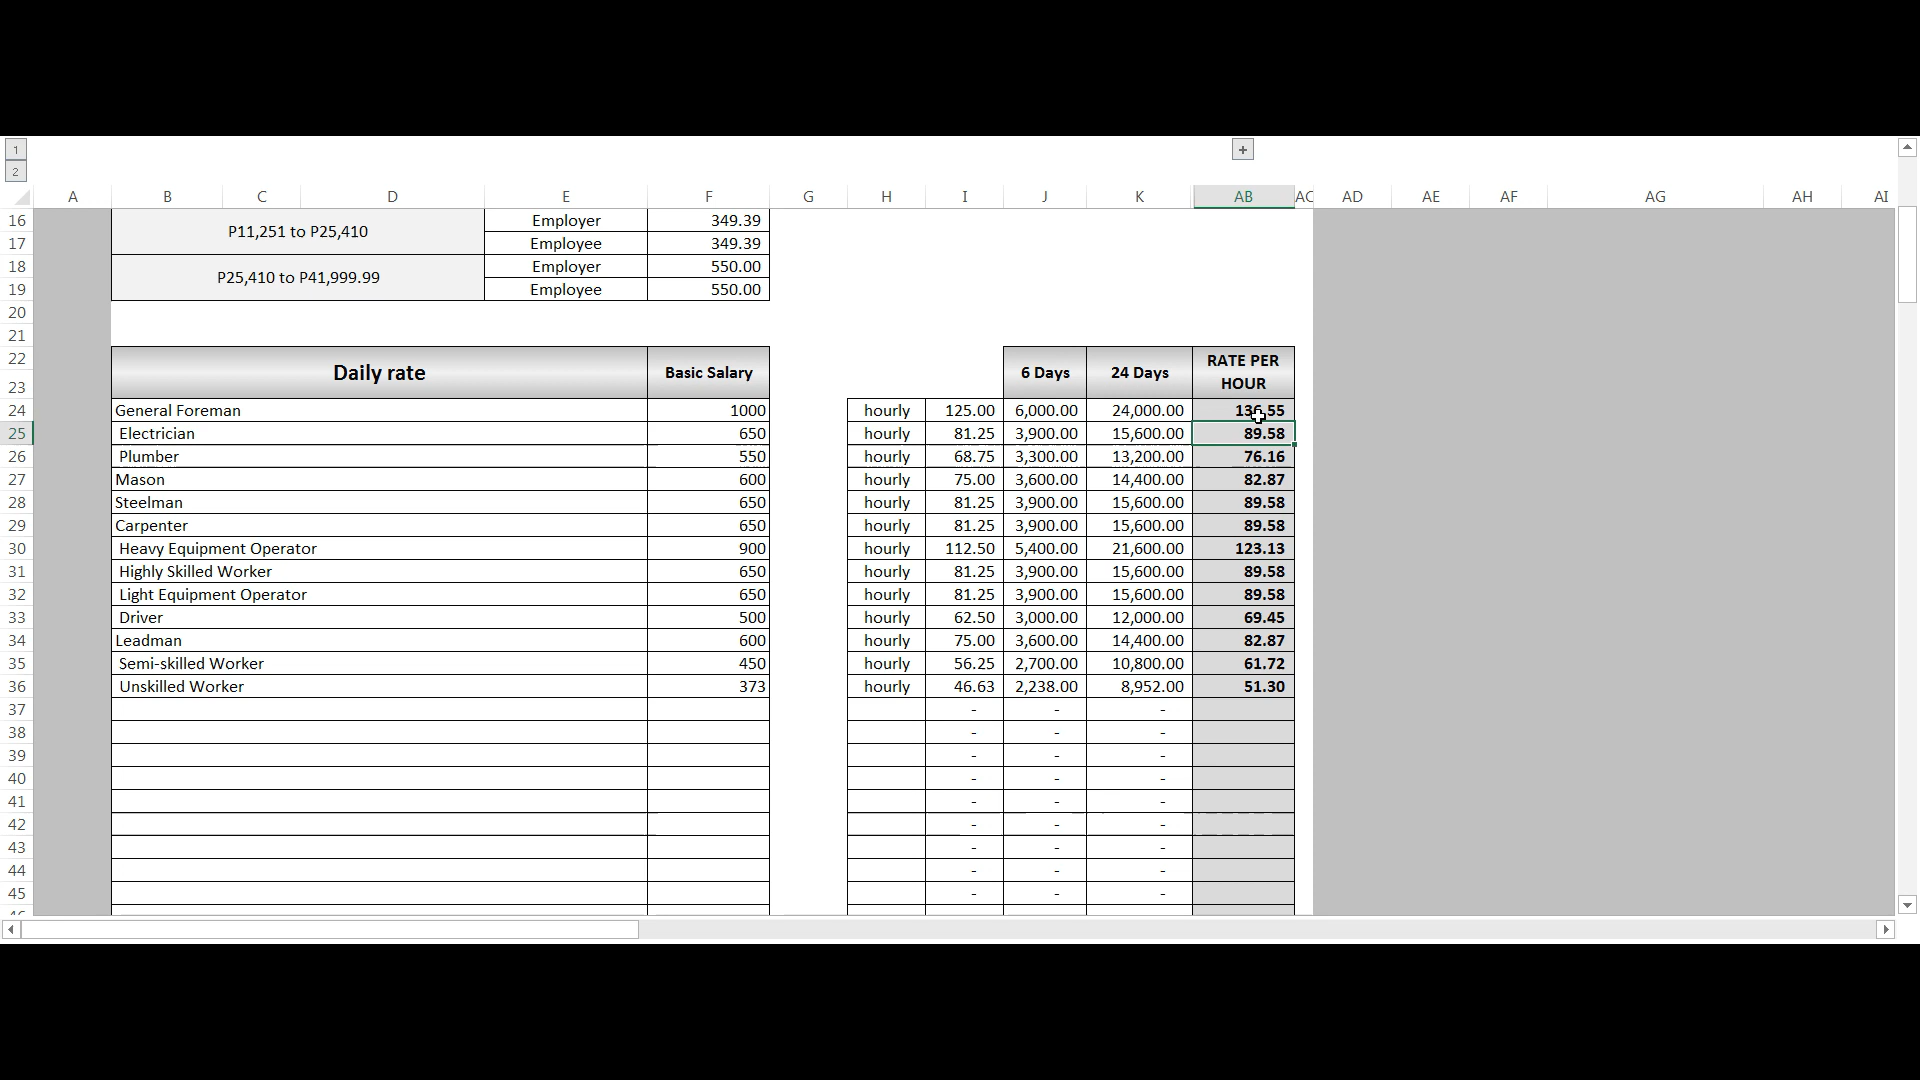 1
2
+
A B C D E F G H I J K AB AC AD AE AF AG AH AI
16 P11,251 to P25,410 Employer 349.39
17 Employee 349.39
18 P25,410 to P41,999.99 Employer 550.00
19 Employee 550.00
20
21
22 Daily rate Basic Salary 6 Days 24 Days RATE PER
23 HOUR
24 General Foreman 1000 hourly 125.00 6,000.00 24,000.00 136.55
25 Electrician 650 hourly 81.25 3,900.00 15,600.00 89.58
26 Plumber 550 hourly 68.75 3,300.00 13,200.00 76.16
27 Mason 600 hourly 75.00 3,600.00 14,400.00 82.87
28 Steelman 650 hourly 81.25 3,900.00 15,600.00 89.58
29 Carpenter 650 hourly 81.25 3,900.00 15,600.00 89.58
30 Heavy Equipment Operator 900 hourly 112.50 5,400.00 21,600.00 123.13
31 Highly Skilled Worker 650 hourly 81.25 3,900.00 15,600.00 89.58
32 Light Equipment Operator 650 hourly 81.25 3,900.00 15,600.00 89.58
33 Driver 500 hourly 62.50 3,000.00 12,000.00 69.45
34 Leadman 600 hourly 75.00 3,600.00 14,400.00 82.87
35 Semi-skilled Worker 450 hourly 56.25 2,700.00 10,800.00 61.72
36 Unskilled Worker 373 hourly 46.63 2,238.00 8,952.00 51.30
37 - - -
38 - - -
39 - - -
40 - - -
41 - - -
42 - - -
43 - - -
44 - - -
45 - - -